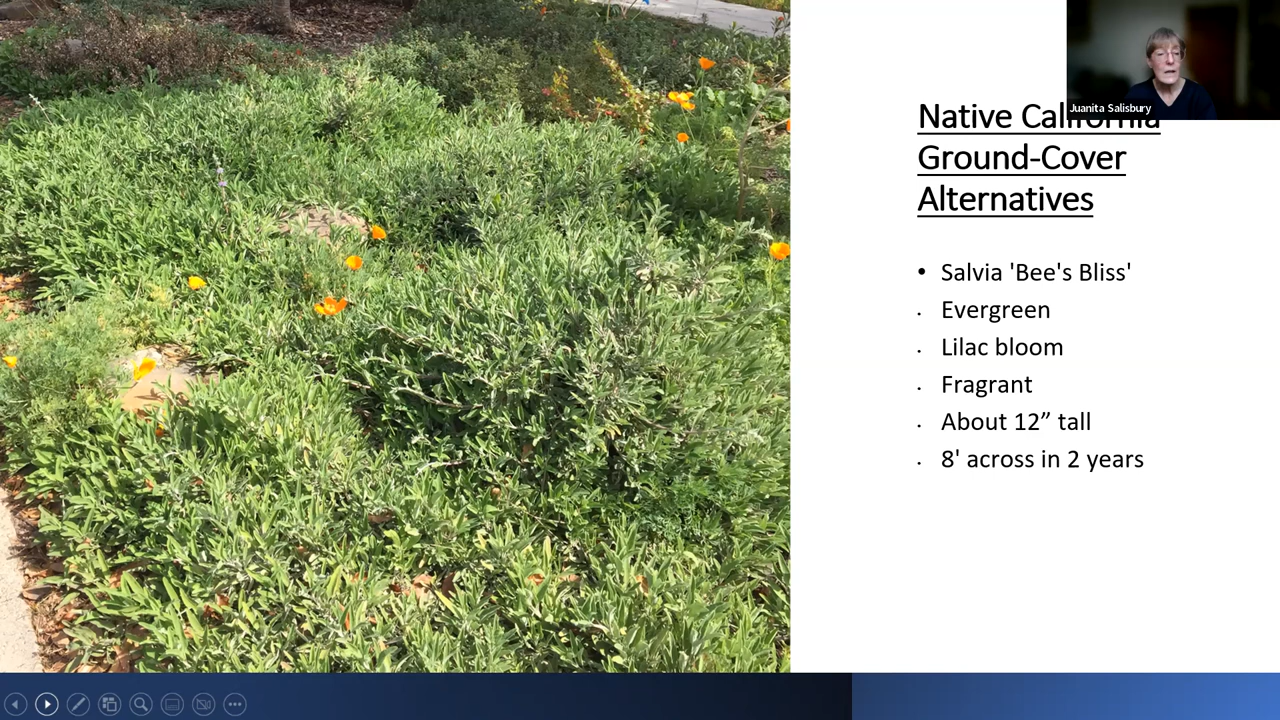 Juanita Salisbury
Native California
Ground-Cover
Alternatives
• Salvia 'Bee's Bliss'
• Evergreen
• Lilac bloom
• Fragrant
• About 12” tall
• 8' across in 2 years